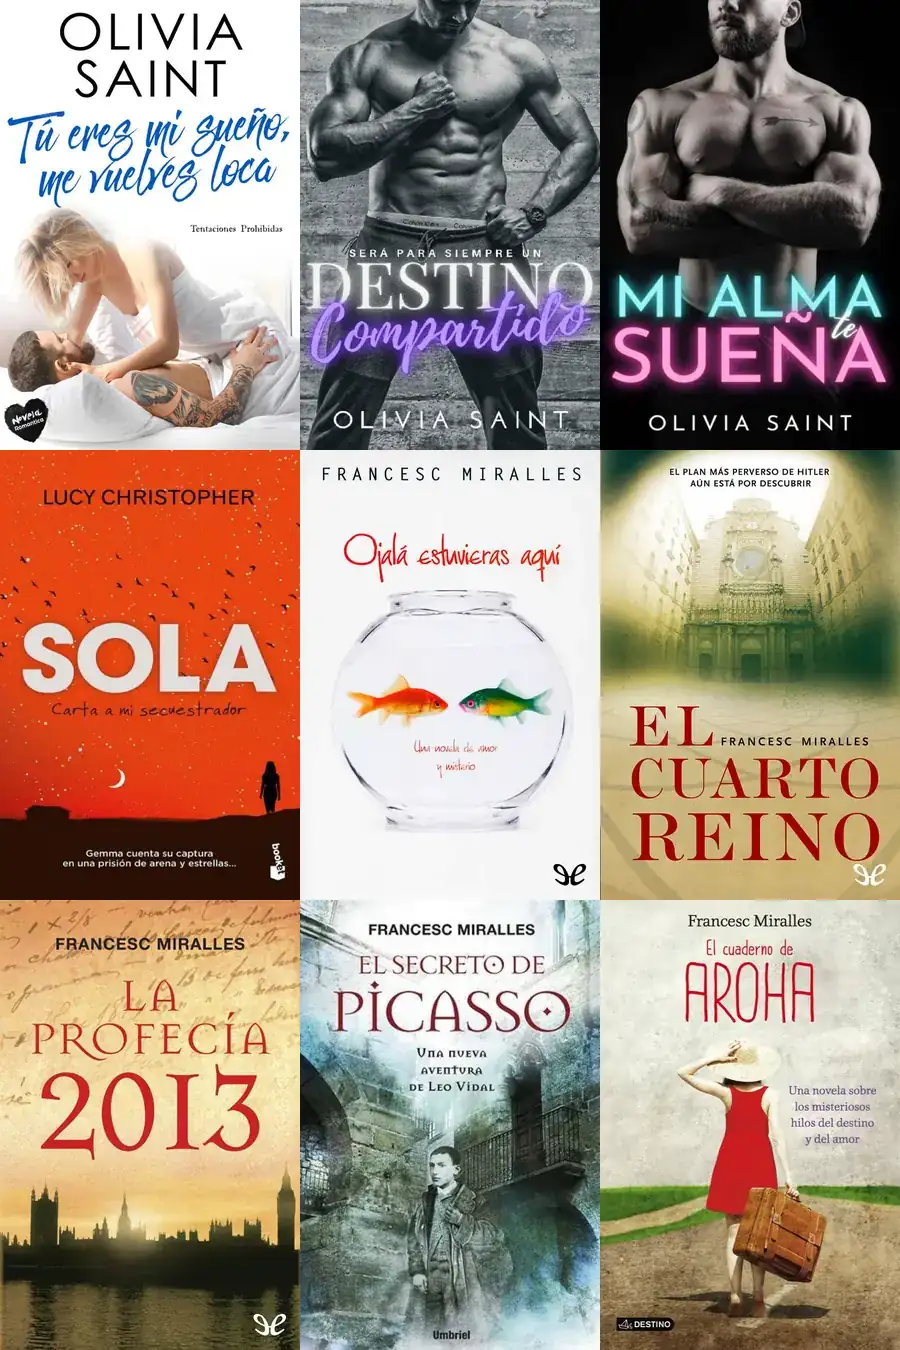 OLIVIA
SAINT
Tú eres mi sueño,
me vuelves loca
Tentaciones Prohibidas
Novela
Romántica
SERÁ PARA SIEMPRE UN
DESTINO
Compartido
OLIVIA SAINT
MI ALMA
te
SUEÑA
OLIVIA SAINT
LUCY CHRISTOPHER
SOLA
Carta a mi secuestrador
Gemma cuenta su captura
en una prisión de arena y estrellas...
booket
FRANCESC MIRALLES
Ojalá estuvieras aquí
Una novela de amor
y misterio
EL PLAN MÁS PERVERSO DE HITLER
AÚN ESTÁ POR DESCUBRIR
EL
FRANCESC MIRALLES
CUARTO
REINO
FRANCESC MIRALLES
LA
PROFECÍA
2013
FRANCESC MIRALLES
EL SECRETO DE
PICASSO
UNA NUEVA
AVENTURA
DE LEO VIDAL
Umbriel
Francesc Miralles
El cuaderno de
AROHA
Una novela sobre
los misteriosos
hilos del destino
y del amor
DESTINO